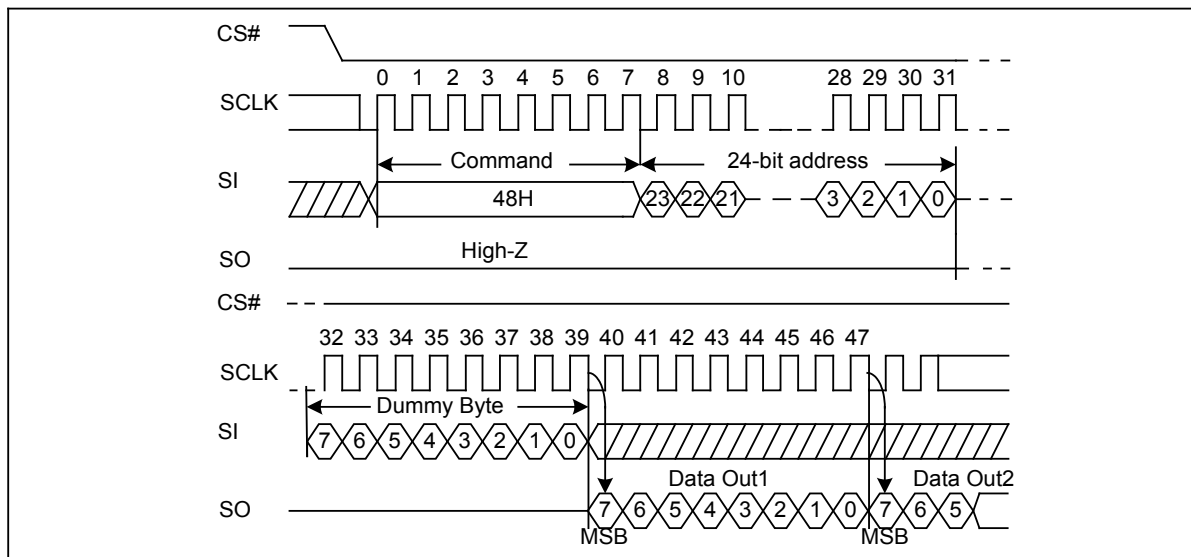 CS#
0 1 2 3 4 5 6 7 8 9 10 28 29 30 31
SCLK
Command 24-bit address
SI
48H 23 22 21 3 2 1 0
High-Z
SO
CS#
32 33 34 35 36 37 38 39 40 41 42 43 44 45 46 47
SCLK
Dummy Byte
SI
7 6 5 4 3 2 1 0
Data Out1 Data Out2
SO
7 6 5 4 3 2 1 0 7 6 5
MSB MSB